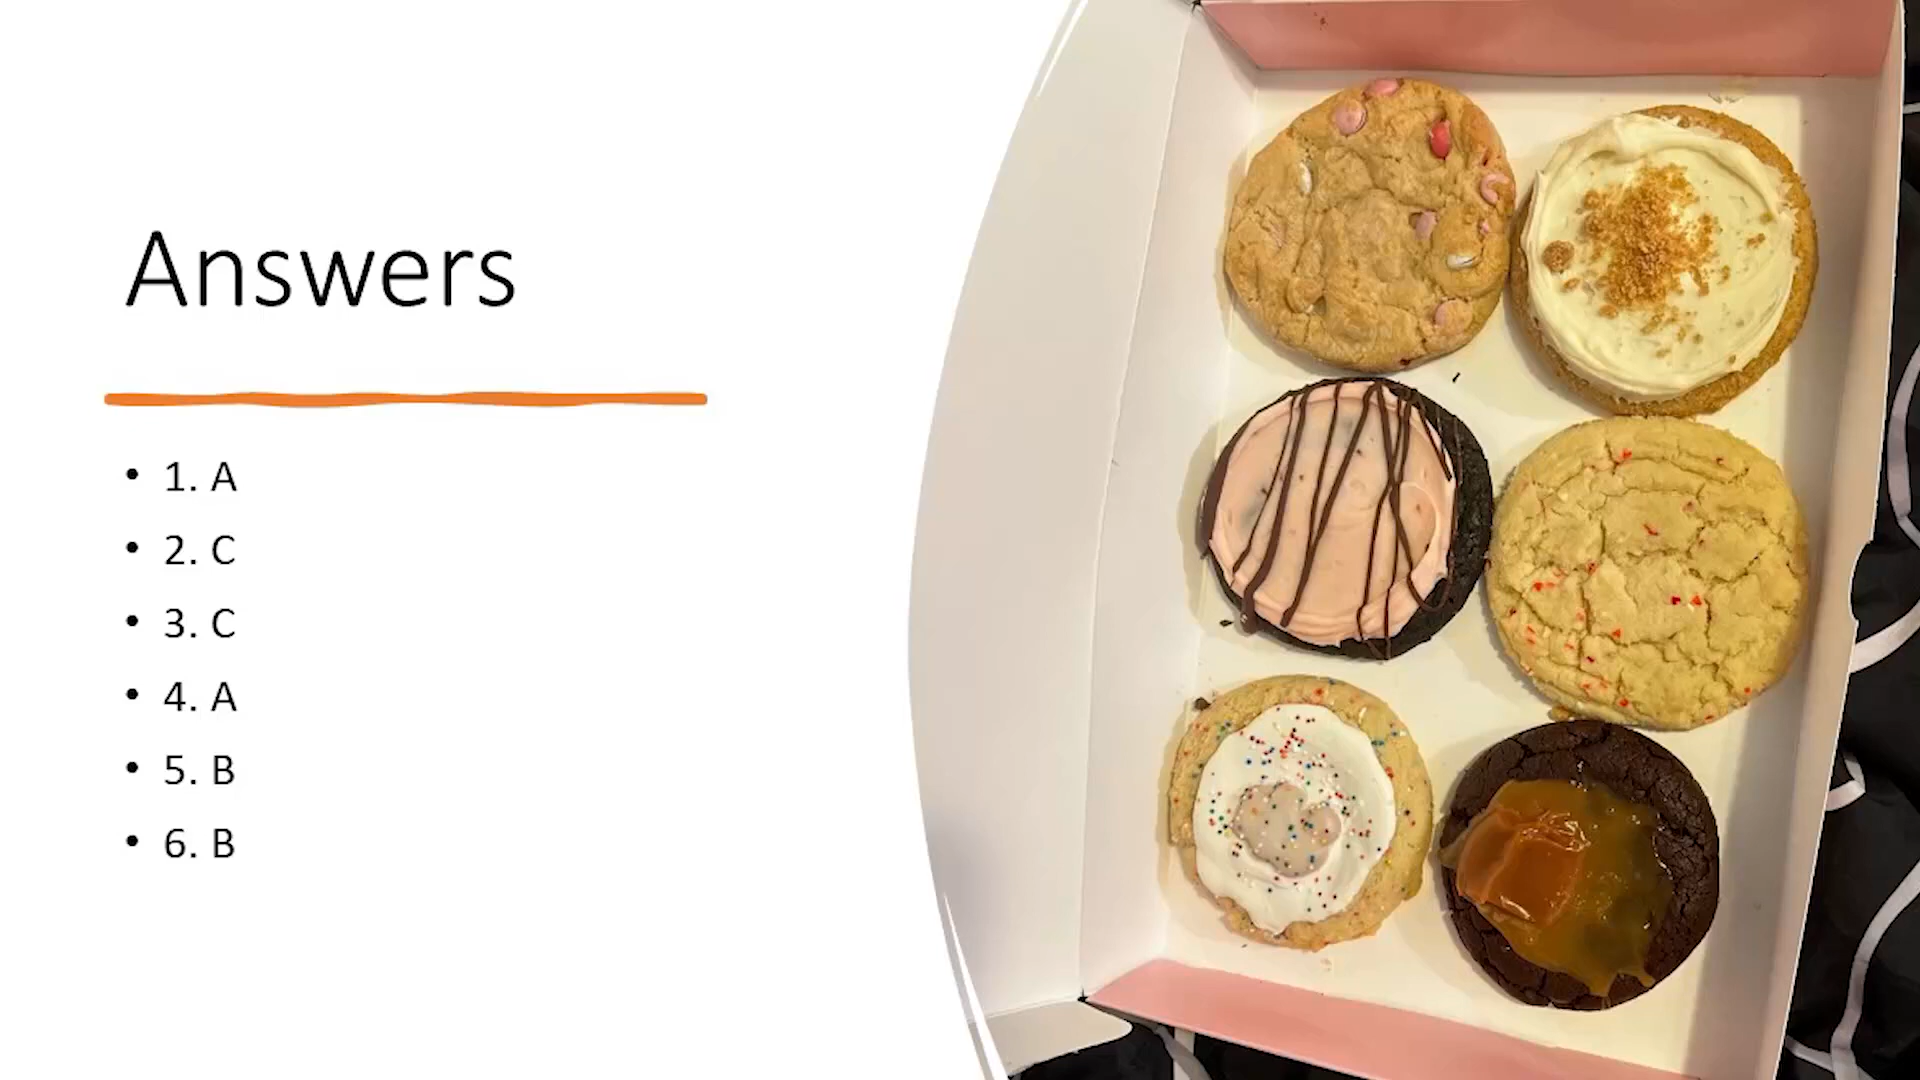 Answers
• 1. A
• 2. C
• 3. C
• 4. A
• 5. B
• 6. B